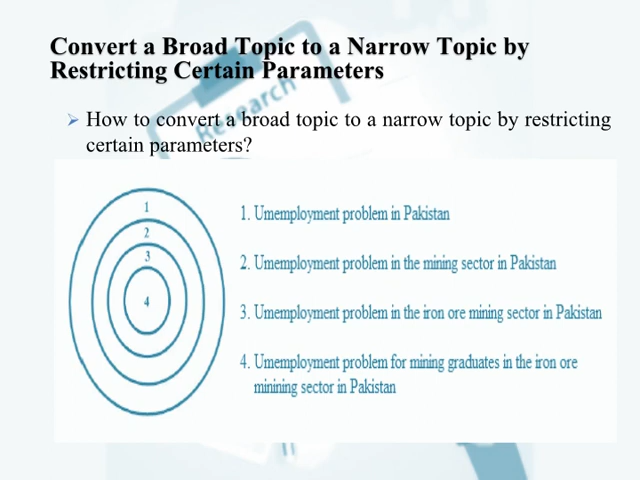 Convert a Broad Topic to a Narrow Topic by
Restricting Certain Parameters
Research
➢ How to convert a broad topic to a narrow topic by restricting
certain parameters?
1
2
3
4
1. Umemployment problem in Pakistan
2. Umemployment problem in the mining sector in Pakistan
3. Umemployment problem in the iron ore mining sector in Pakistan
4. Umemployment problem for mining graduates in the iron ore
minining sector in Pakistan